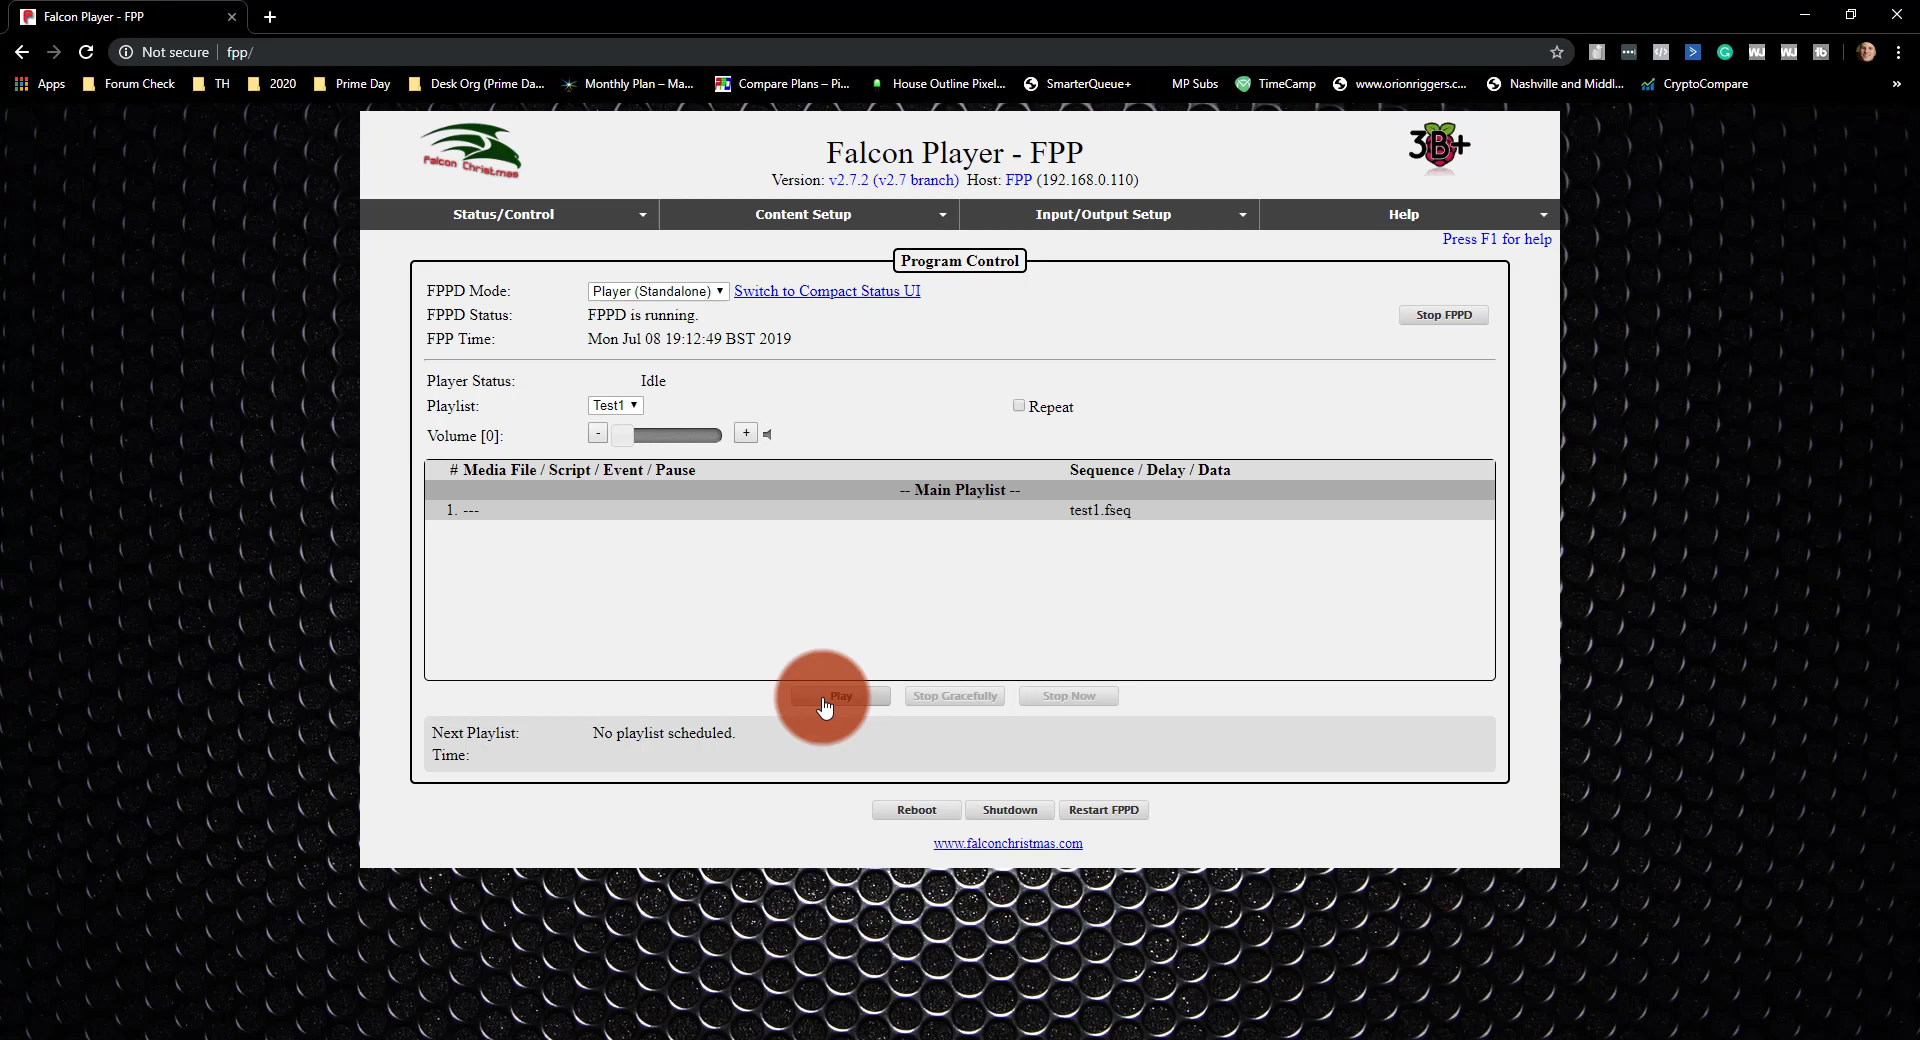 Falcon Player - FPP
Not secure | fpp/
Apps Forum Check TH 2020 Prime Day Desk Org (Prime Da... Monthly Plan – Ma... Compare Plans – Pi... House Outline Pixel... SmarterQueue+ MP Subs TimeCamp www.orionriggers.c... Nashville and Middl... CryptoCompare »
Falcon Christmas
Falcon Player - FPP
3B+
Version: v2.7.2 (v2.7 branch) Host: FPP (192.168.0.110)
Status/Control Content Setup Input/Output Setup Help
Press F1 for help
Program Control
FPPD Mode: Player (Standalone) Switch to Compact Status UI
FPPD Status: FPPD is running. Stop FPPD
FPP Time: Mon Jul 08 19:12:49 BST 2019
Player Status: Idle
Playlist: Test1 Repeat
Volume [0]: - +
# Media File / Script / Event / Pause Sequence / Delay / Data
-- Main Playlist --
1. --- test1.fseq
Play Stop Gracefully Stop Now
Next Playlist: No playlist scheduled.
Time:
Reboot Shutdown Restart FPPD
www.falconchristmas.com